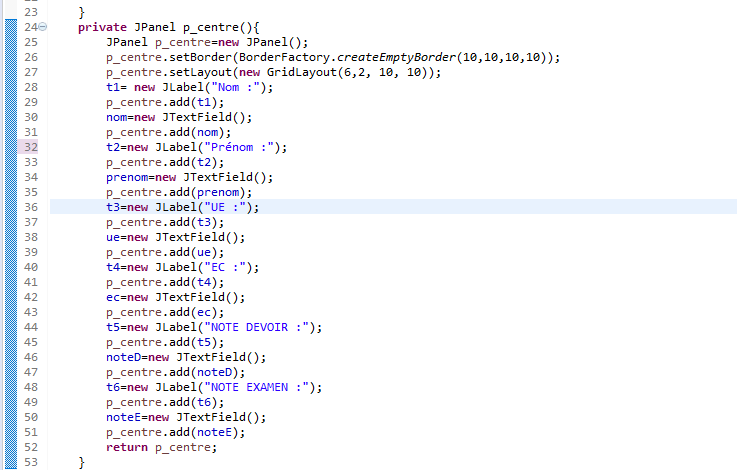 23 }
24 private JPanel p_centre(){
25 JPanel p_centre=new JPanel();
26 p_centre.setBorder(BorderFactory.createEmptyBorder(10,10,10,10));
27 p_centre.setLayout(new GridLayout(6,2, 10, 10));
28 t1= new JLabel("Nom :");
29 p_centre.add(t1);
30 nom=new JTextField();
31 p_centre.add(nom);
32 t2=new JLabel("Prénom :");
33 p_centre.add(t2);
34 prenom=new JTextField();
35 p_centre.add(prenom);
36 t3=new JLabel("UE :");
37 p_centre.add(t3);
38 ue=new JTextField();
39 p_centre.add(ue);
40 t4=new JLabel("EC :");
41 p_centre.add(t4);
42 ec=new JTextField();
43 p_centre.add(ec);
44 t5=new JLabel("NOTE DEVOIR :");
45 p_centre.add(t5);
46 noteD=new JTextField();
47 p_centre.add(noteD);
48 t6=new JLabel("NOTE EXAMEN :");
49 p_centre.add(t6);
50 noteE=new JTextField();
51 p_centre.add(noteE);
52 return p_centre;
53 }